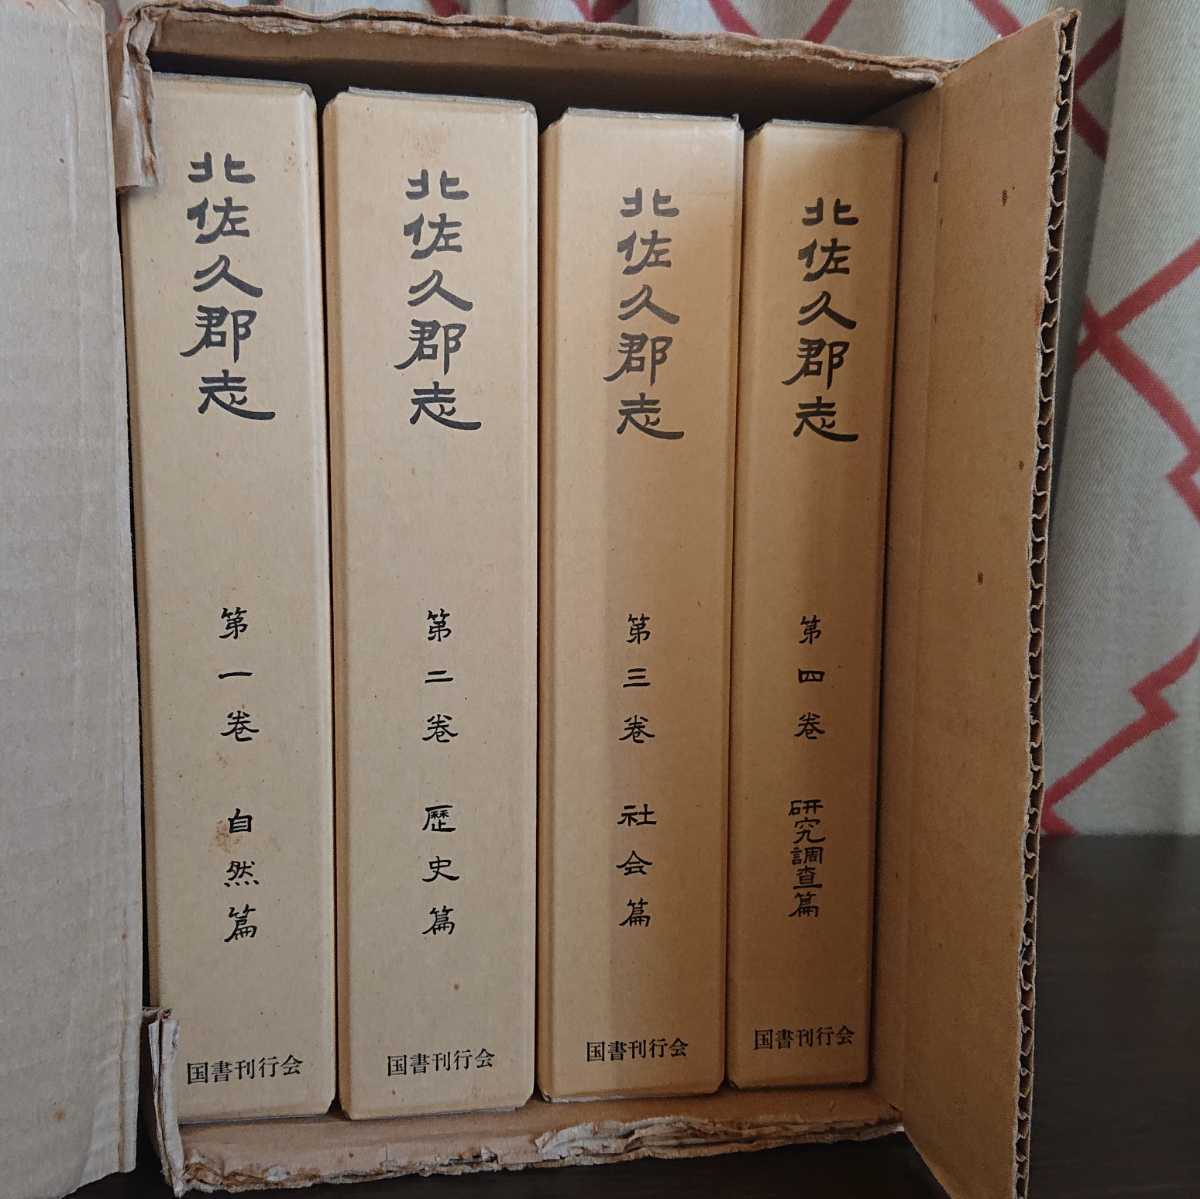 北佐久郡志
第一巻 自然篇
国書刊行会
北佐久郡志
第二巻 歴史篇
国書刊行会
北佐久郡志
第三巻 社会篇
国書刊行会
北佐久郡志
第四巻 研究調査篇
国書刊行会